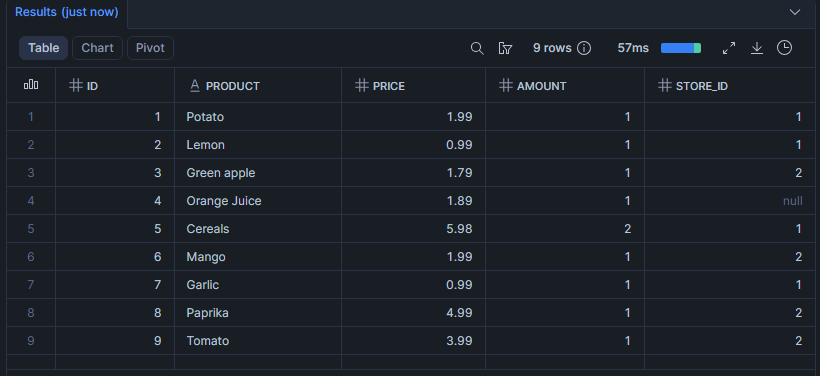 Results (just now)
Table Chart Pivot 9 rows 57ms
ID PRODUCT PRICE AMOUNT STORE_ID
1 1 Potato 1.99 1 1
2 2 Lemon 0.99 1 1
3 3 Green apple 1.79 1 2
4 4 Orange Juice 1.89 1 null
5 5 Cereals 5.98 2 1
6 6 Mango 1.99 1 2
7 7 Garlic 0.99 1 1
8 8 Paprika 4.99 1 2
9 9 Tomato 3.99 1 2